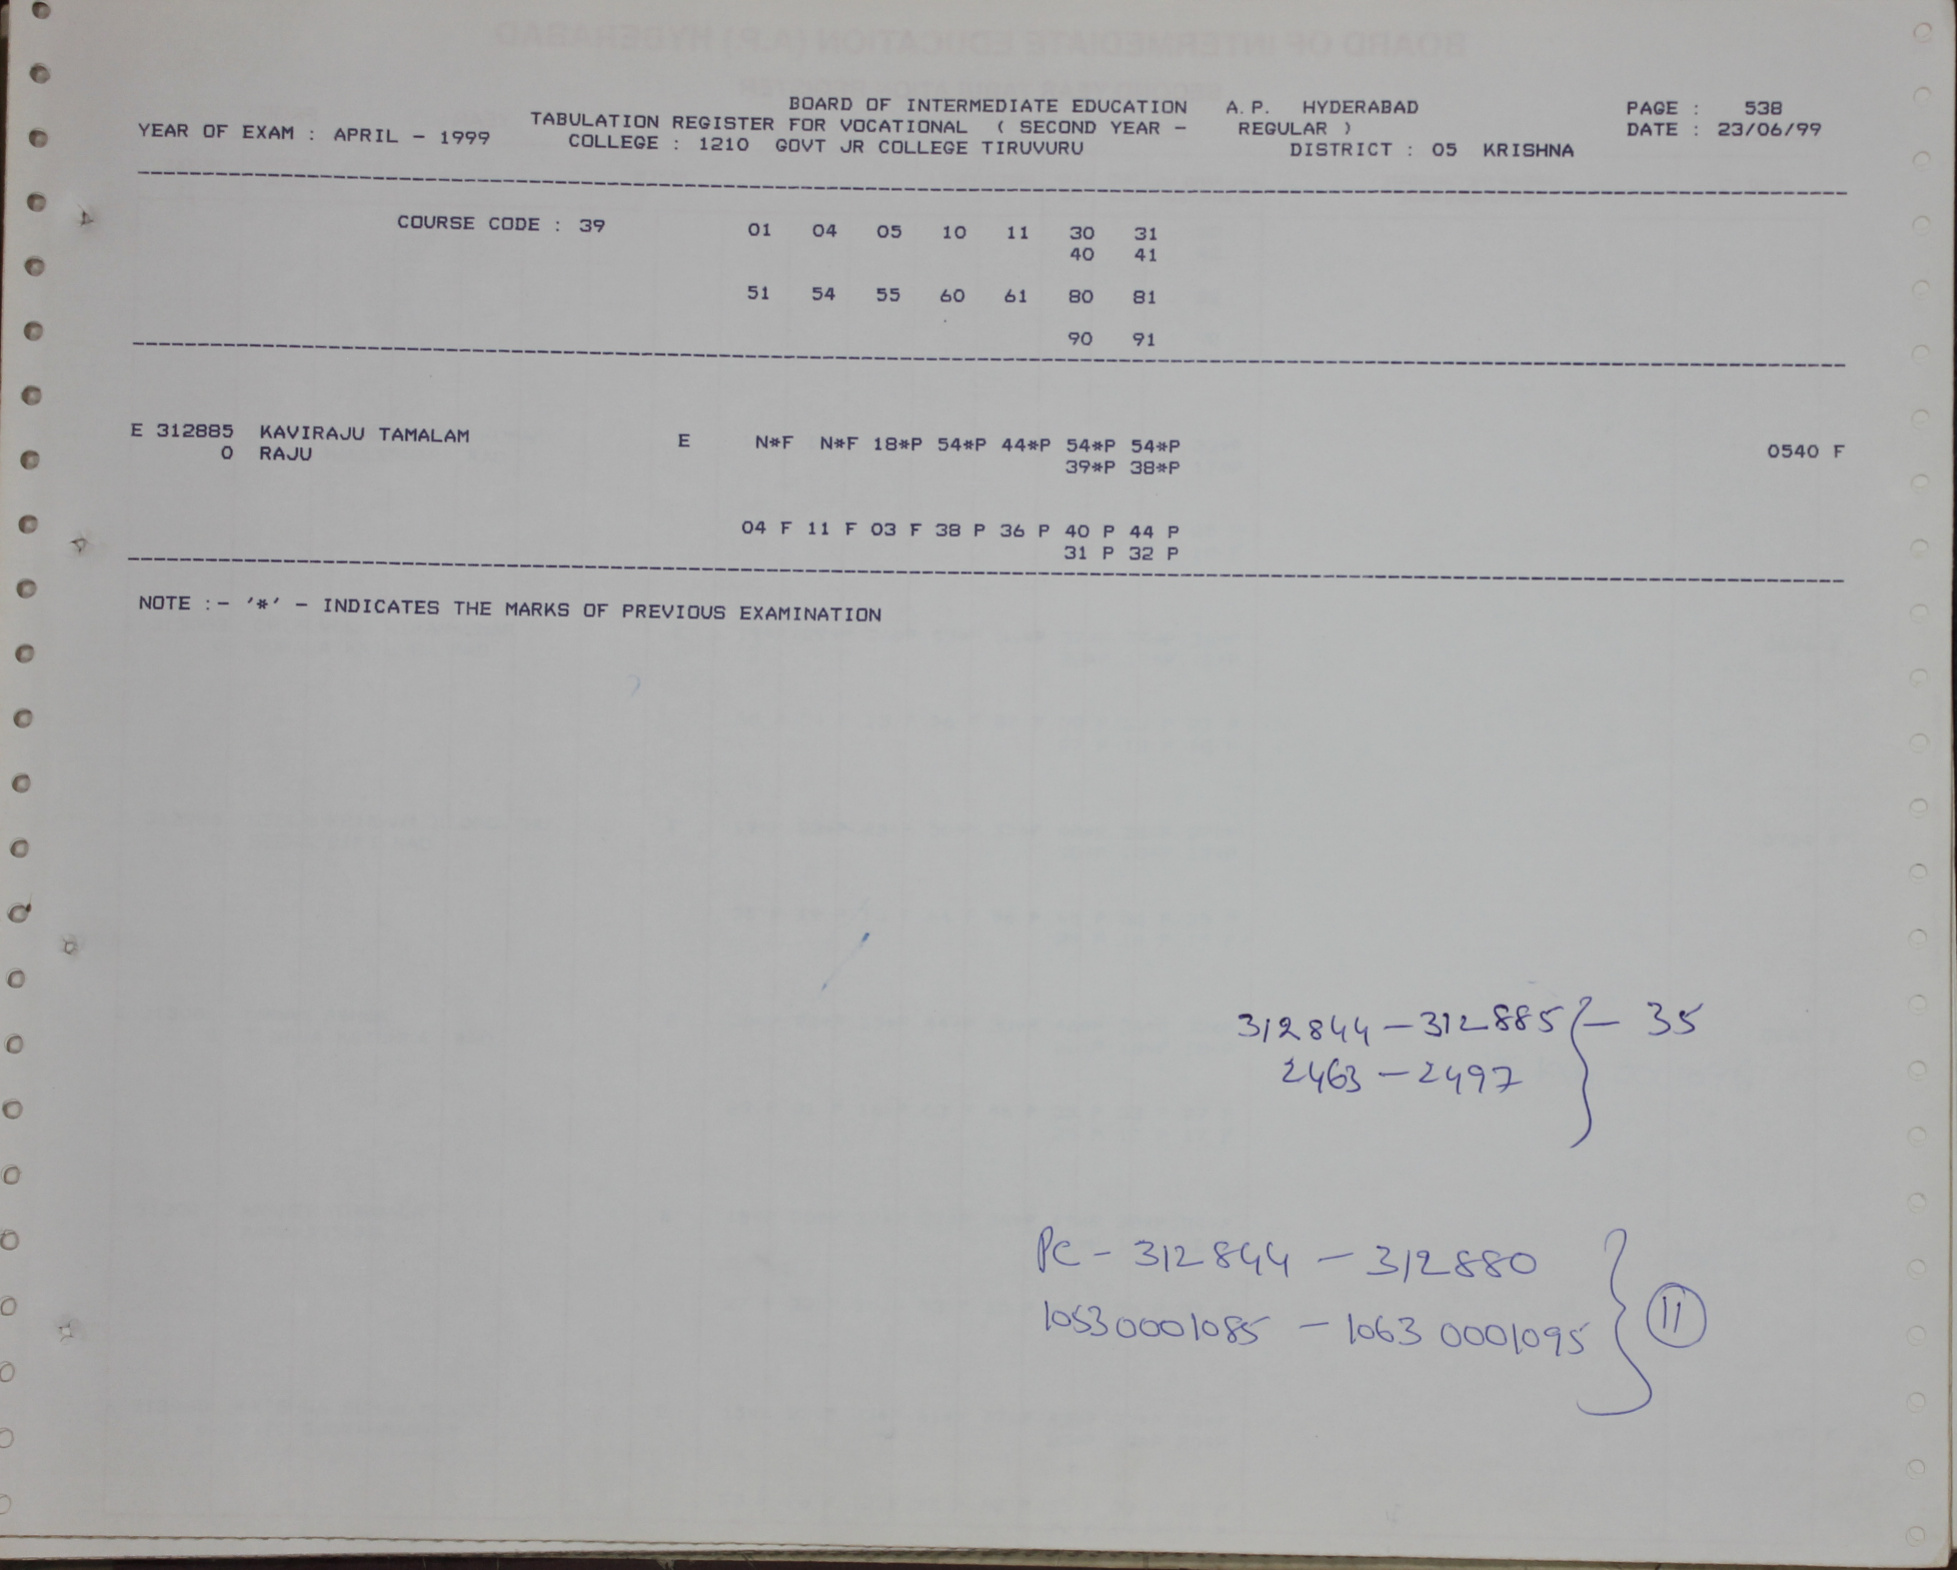 BOARD OF INTERMEDIATE EDUCATION A.P. HYDERABAD PAGE : 538
YEAR OF EXAM : APRIL - 1999 TABULATION REGISTER FOR VOCATIONAL ( SECOND YEAR - REGULAR ) DATE : 23/06/99
COLLEGE : 1210 GOVT JR COLLEGE TIRUVURU DISTRICT : 05 KRISHNA
COURSE CODE : 39 01 04 05 10 11 30 31
40 41
51 54 55 60 61 80 81
90 91
E 312885 KAVIRAJU TAMALAM E N*F N*F 18*P 54*P 44*P 54*P 54*P 0540 F
0 RAJU 39*P 38*P
04 F 11 F 03 F 38 P 36 P 40 P 44 P
31 P 32 P
NOTE :- '*' - INDICATES THE MARKS OF PREVIOUS EXAMINATION
312844 - 312885 } - 35
2463 - 2497
PC - 312844 - 312880
10530001085 - 10630001095 } 11